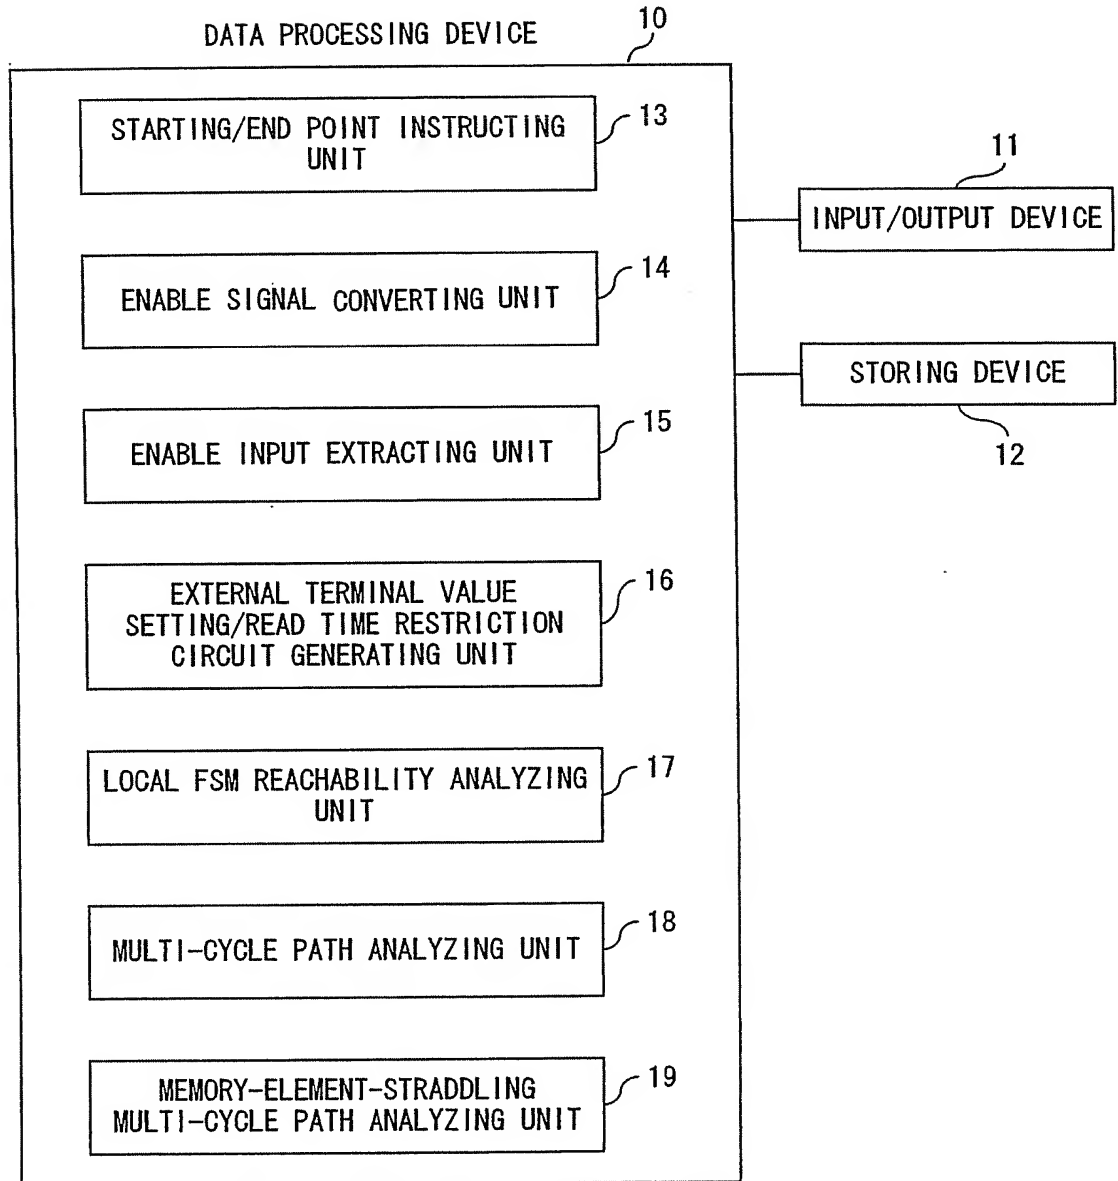 DATA PROCESSING DEVICE
10
STARTING/END POINT INSTRUCTING
UNIT
13
ENABLE SIGNAL CONVERTING UNIT
14
ENABLE INPUT EXTRACTING UNIT
15
EXTERNAL TERMINAL VALUE
SETTING/READ TIME RESTRICTION
CIRCUIT GENERATING UNIT
16
LOCAL FSM REACHABILITY ANALYZING
UNIT
17
MULTI-CYCLE PATH ANALYZING UNIT
18
MEMORY-ELEMENT-STRADDLING
MULTI-CYCLE PATH ANALYZING UNIT
19
11
INPUT/OUTPUT DEVICE
STORING DEVICE
12